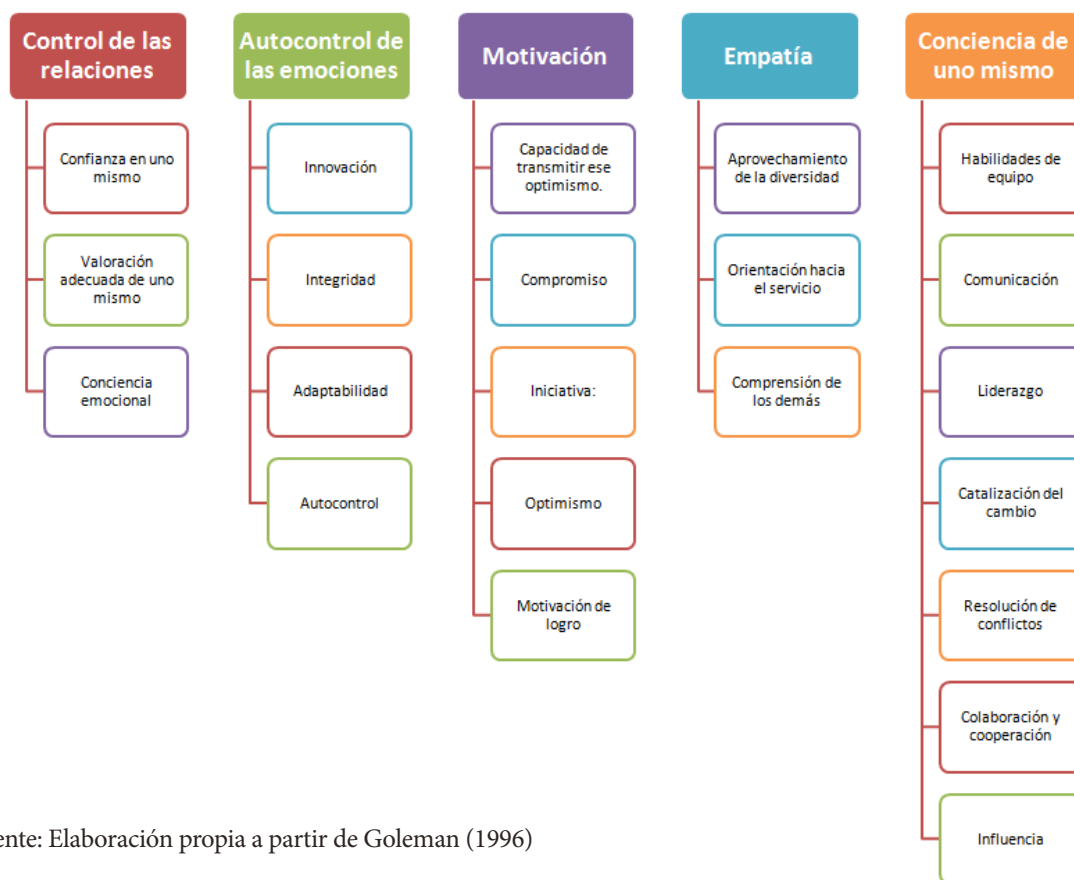 Control de las
relaciones
Confianza en uno
mismo
Valoración
adecuada de uno
mismo
Conciencia
emocional
Autocontrol de
las emociones
Innovación
Integridad
Adaptabilidad
Autocontrol
Motivación
Capacidad de
transmitir ese
optimismo.
Compromiso
Iniciativa:
Optimismo
Motivación de
logro
Empatía
Aprovechamiento
de la diversidad
Orientación hacia
el servicio
Comprensión de
los demás
Conciencia de
uno mismo
Habilidades de
equipo
Comunicación
Liderazgo
Catalización del
cambio
Resolución de
conflictos
Colaboración y
cooperación
Influencia
ente: Elaboración propia a partir de Goleman (1996)